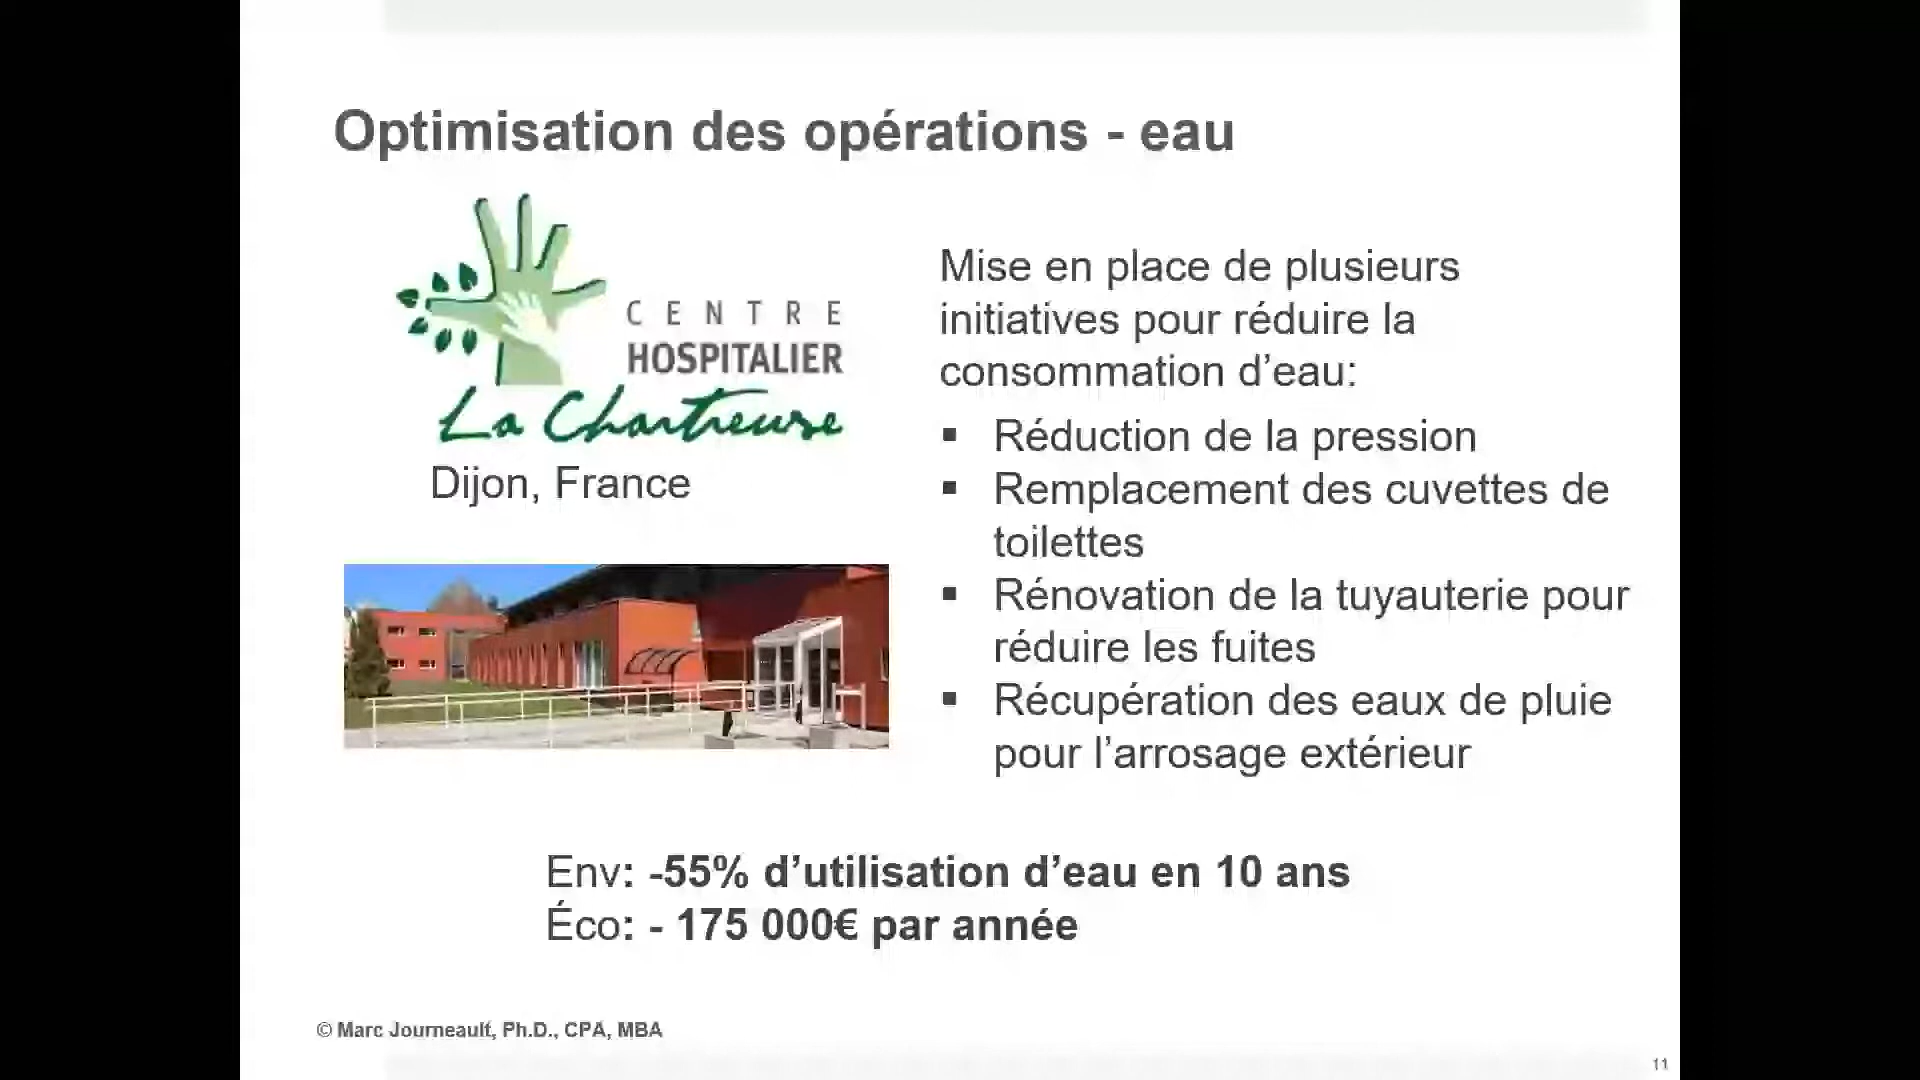 Optimisation des opérations - eau
CENTRE
HOSPITALIER
La Chartreuse
Dijon, France
Mise en place de plusieurs
initiatives pour réduire la
consommation d’eau:
▪ Réduction de la pression
▪ Remplacement des cuvettes de
toilettes
▪ Rénovation de la tuyauterie pour
réduire les fuites
▪ Récupération des eaux de pluie
pour l’arrosage extérieur
Env: -55% d’utilisation d’eau en 10 ans
Éco: - 175 000€ par année
© Marc Journeault, Ph.D., CPA, MBA
11